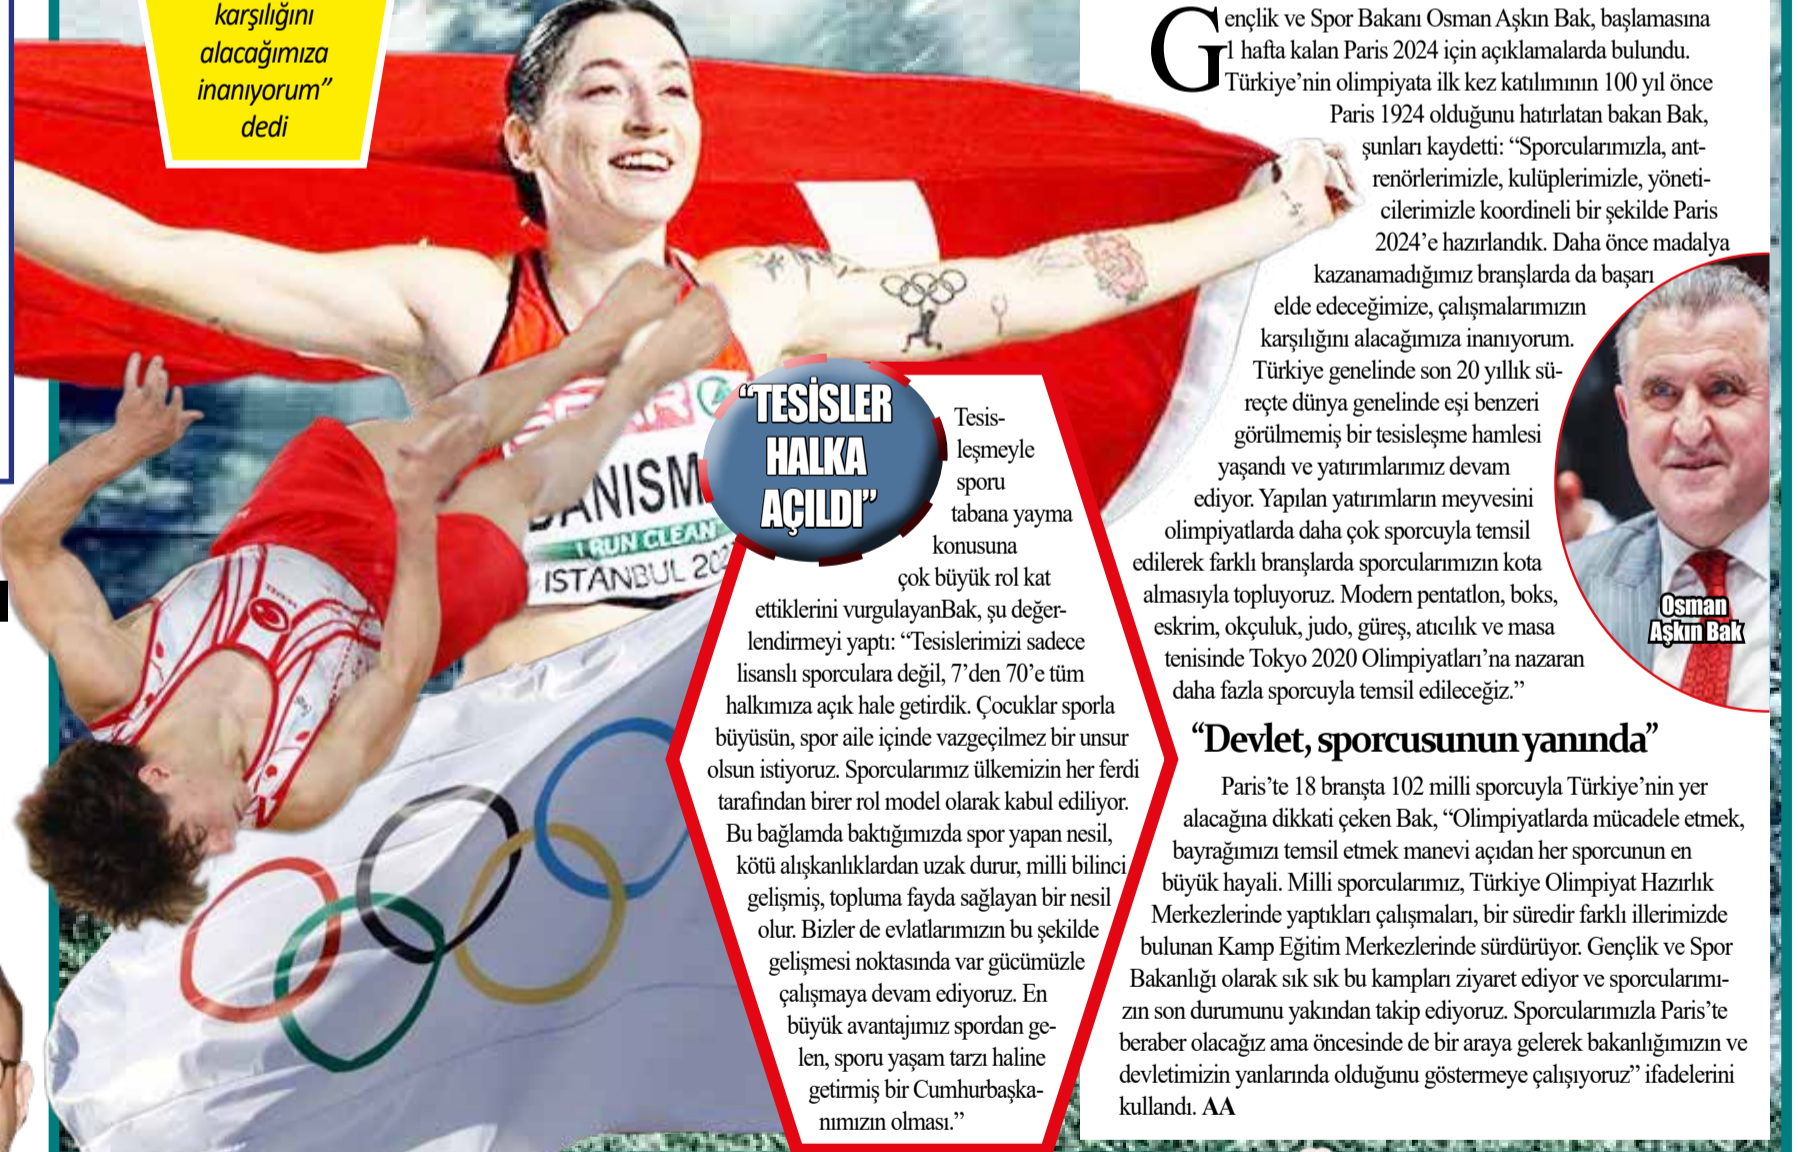 karşılığını
alacağımıza
inanıyorum”
dedi
Gençlik ve Spor Bakanı Osman Aşkın Bak, başlamasına
1 hafta kalan Paris 2024 için açıklamalarda bulundu.
Türkiye’nin olimpiyata ilk kez katılımının 100 yıl önce
Paris 1924 olduğunu hatırlatan bakan Bak,
şunları kaydetti: “Sporcularımızla, ant-
renörlerimizle, kulüplerimizle, yöneti-
cilerimizle koordineli bir şekilde Paris
2024’e hazırlandık. Daha önce madalya
kazanamadığımız branşlarda da başarı
elde edeceğimize, çalışmalarımızın
karşılığını alacağımıza inanıyorum.
Türkiye genelinde son 20 yıllık sü-
reçte dünya genelinde eşi benzeri
görülmemiş bir tesisleşme hamlesi
yaşandı ve yatırımlarımız devam
ediyor. Yapılan yatırımların meyvesini
olimpiyatlarda daha çok sporcuyla temsil
edilerek farklı branşlarda sporcularımızın kota
almasıyla topluyoruz. Modern pentatlon, boks,
eskrim, okçuluk, judo, güreş, atıcılık ve masa
tenisinde Tokyo 2020 Olimpiyatları’na nazaran
daha fazla sporcuyla temsil edileceğiz.”
Osman
Aşkın Bak
“Devlet, sporcusunun yanında”
Paris’te 18 branşta 102 milli sporcuyla Türkiye’nin yer
alacağına dikkati çeken Bak, “Olimpiyatlarda mücadele etmek,
bayrağımızı temsil etmek manevi açıdan her sporcunun en
büyük hayali. Milli sporcularımız, Türkiye Olimpiyat Hazırlık
Merkezlerinde yaptıkları çalışmaları, bir süredir farklı illerimizde
bulunan Kamp Eğitim Merkezlerinde sürdürüyor. Gençlik ve Spor
Bakanlığı olarak sık sık bu kampları ziyaret ediyor ve sporcularımı-
zın son durumunu yakından takip ediyoruz. Sporcularımızla Paris’te
beraber olacağız ama öncesinde de bir araya gelerek bakanlığımızın ve
devletimizin yanlarında olduğunu göstermeye çalışıyoruz” ifadelerini
kullandı. AA
“TESİSLER
HALKA
AÇILDI”
Tesis-
leşmeyle
sporu
tabana yayma
konusuna
çok büyük rol kat
ettiklerini vurgulayanBak, şu değer-
lendirmeyi yaptı: “Tesislerimizi sadece
lisanslı sporculara değil, 7’den 70’e tüm
halkımıza açık hale getirdik. Çocuklar sporla
büyüsün, spor aile içinde vazgeçilmez bir unsur
olsun istiyoruz. Sporcularımız ülkemizin her ferdi
tarafından birer rol model olarak kabul ediliyor.
Bu bağlamda baktığımızda spor yapan nesil,
kötü alışkanlıklardan uzak durur, milli bilinci
gelişmiş, topluma fayda sağlayan bir nesil
olur. Bizler de evlatlarımızın bu şekilde
gelişmesi noktasında var gücümüzle
çalışmaya devam ediyoruz. En
büyük avantajımız spordan ge-
len, sporu yaşam tarzı haline
getirmiş bir Cumhurbaşka-
nımızın olması.”
DANISM
I RUN CLEAN
ISTANBUL 202